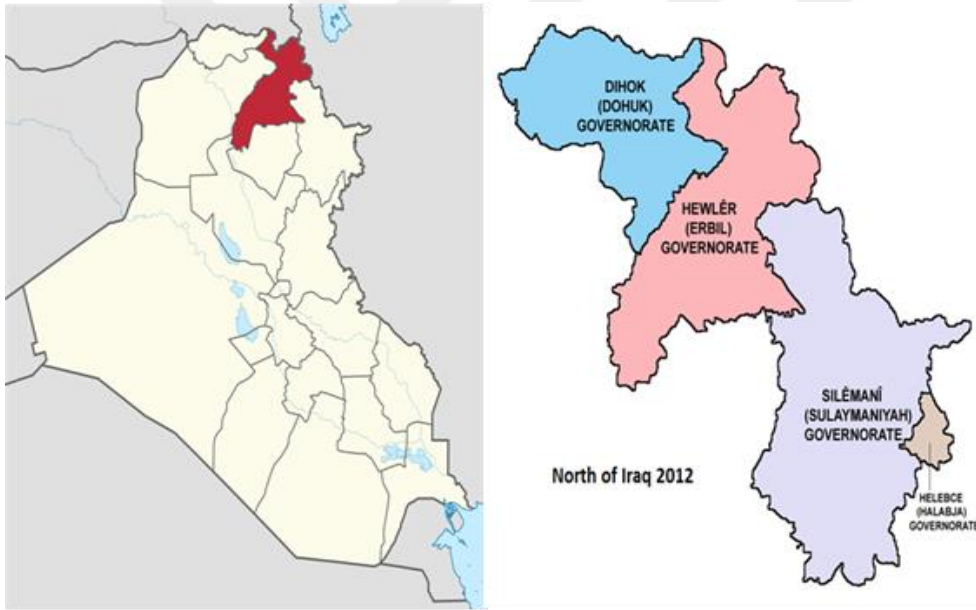 DIHOK
(DOHUK)
GOVERNORATE
HEWLÊR
(ERBIL)
GOVERNORATE
SILÊMANÎ
(SULAYMANIYAH)
GOVERNORATE
North of Iraq 2012
HELEBCE
(HALABJA)
GOVERNORATE